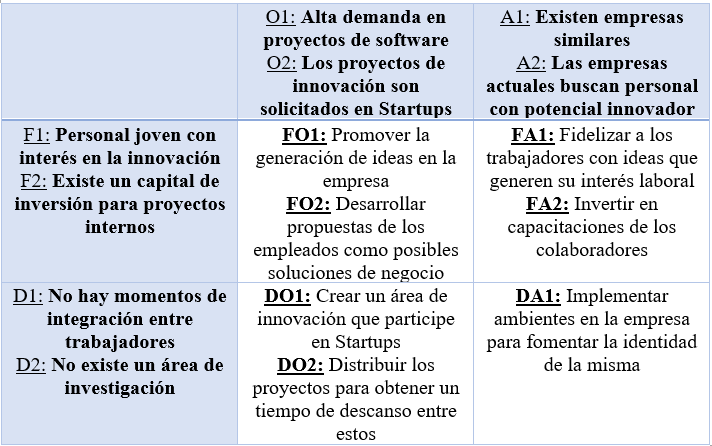 O1: Alta demanda en
proyectos de software
O2: Los proyectos de
innovación son
solicitados en Startups
A1: Existen empresas
similares
A2: Las empresas
actuales buscan personal
con potencial innovador
F1: Personal joven con
interés en la innovación
F2: Existe un capital de
inversión para proyectos
internos
FO1: Promover la
generación de ideas en la
empresa
FO2: Desarrollar
propuestas de los
empleados como posibles
soluciones de negocio
FA1: Fidelizar a los
trabajadores con ideas que
generen su interés laboral
FA2: Invertir en
capacitaciones de los
colaboradores
D1: No hay momentos de
integración entre
trabajadores
D2: No existe un área de
investigación
DO1: Crear un área de
innovación que participe
en Startups
DO2: Distribuir los
proyectos para obtener un
tiempo de descanso entre
estos
DA1: Implementar
ambientes en la empresa
para fomentar la identidad
de la misma